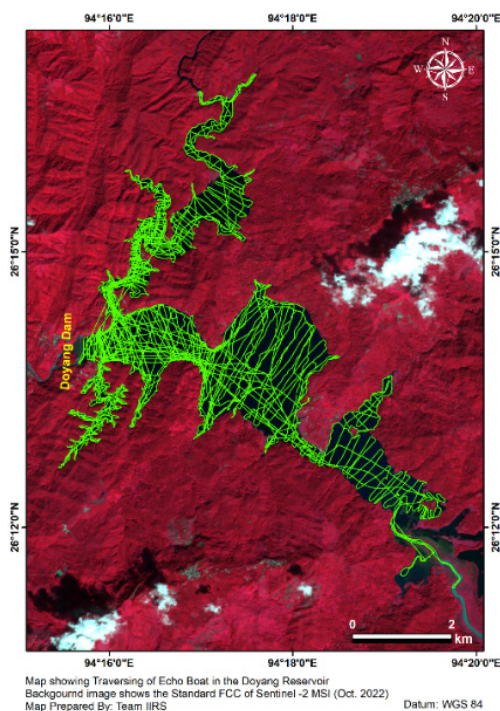 94°16'0"E 94°18'0"E 94°20'0"E
N
W E
S
26°15'0"N 26°15'0"N
Doyang Dam
26°12'0"N 26°12'0"N
0 2
km
94°16'0"E 94°18'0"E 94°20'0"E
Map showing Traversing of Echo Boat in the Doyang Reservoir
Backgournd image shows the Standard FCC of Sentinel -2 MSI (Oct. 2022)
Map Prepared By: Team IIRS Datum: WGS 84